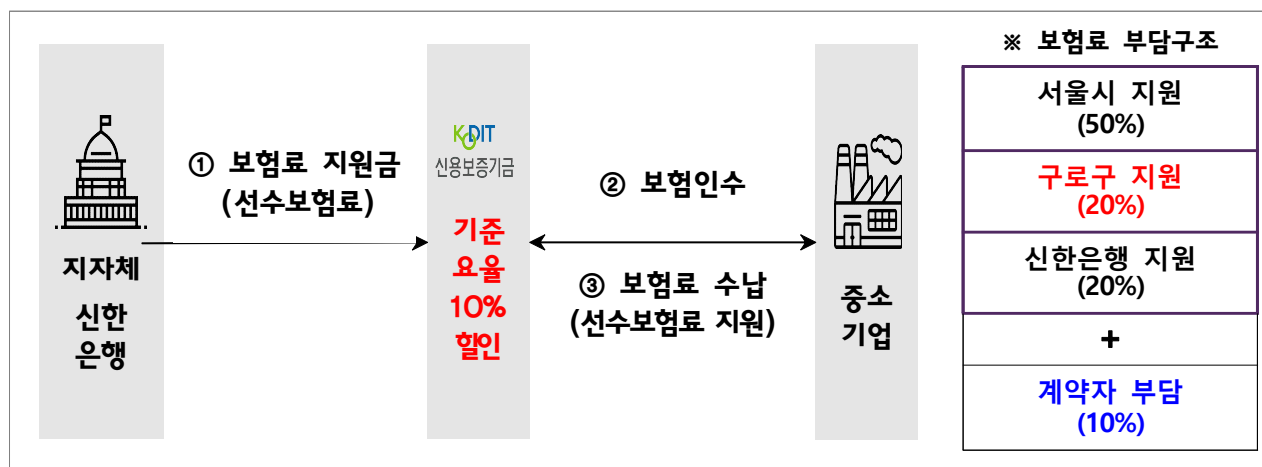 ※ 보험료 부담구조
① 보험료 지원금
(선수보험료)
지자체
신한
은행
KODIT
신용보증기금
기준
요율
10%
할인
② 보험인수
③ 보험료 수납
(선수보험료 지원)
중소
기업
서울시 지원
(50%)
구로구 지원
(20%)
신한은행 지원
(20%)
+
계약자 부담
(10%)